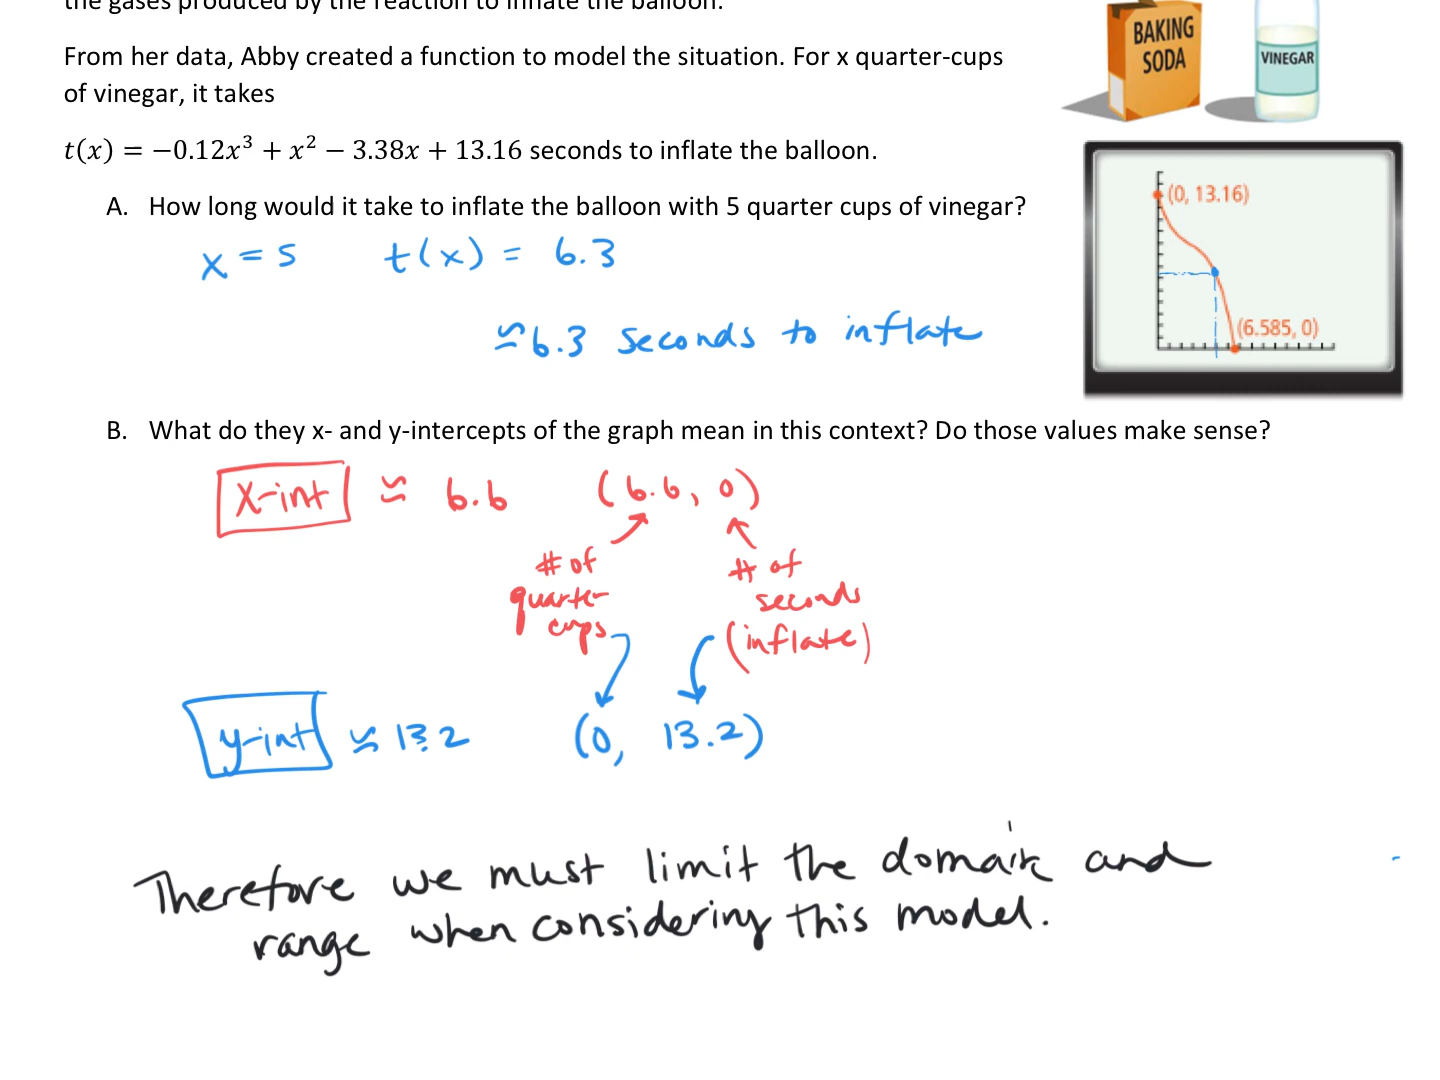 the gases produced by the reaction to inflate the balloon.
BAKING
SODA
VINEGAR
From her data, Abby created a function to model the situation. For x quarter-cups
of vinegar, it takes
t(x) = −0.12x³ + x² − 3.38x + 13.16 seconds to inflate the balloon.
(0, 13.16)
(6.585, 0)
A. How long would it take to inflate the balloon with 5 quarter cups of vinegar?
x = 5 t(x) = 6.3
≈ 6.3 seconds to inflate
B. What do they x- and y-intercepts of the graph mean in this context? Do those values make sense?
x-int ≈ 6.6 (6.6, 0)
# of
quarter-
cups
# of
seconds
(inflate)
y-int ≈ 13.2 (0, 13.2)
Therefore we must limit the domain and
range when considering this model.